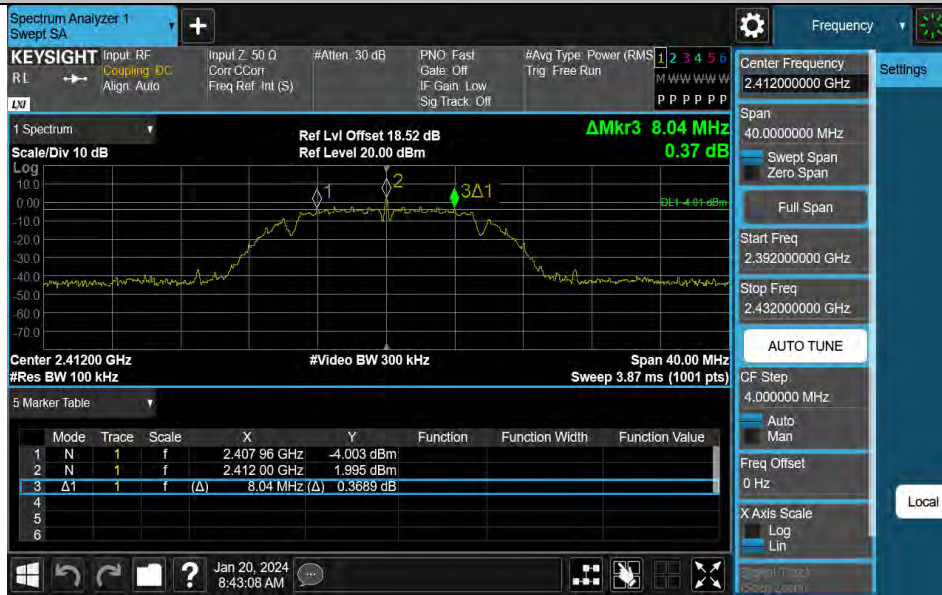 Spectrum Analyzer 1
Swept SA
+
Frequency
KEYSIGHT
RL
LXI
Input: RF
Coupling: DC
Align: Auto
Input Z: 50 Ω
Corr CCorr
Freq Ref: Int (S)
#Atten: 30 dB
PNO: Fast
Gate: Off
IF Gain: Low
Sig Track: Off
#Avg Type: Power (RMS
Trig: Free Run
1 2 3 4 5 6
M W W W W W
P P P P P P
1 Spectrum
Scale/Div 10 dB
Ref Lvl Offset 18.52 dB
Ref Level 20.00 dBm
ΔMkr3 8.04 MHz
0.37 dB
Log
10.0
0.00
-10.0
-20.0
-30.0
-40.0
-50.0
-60.0
-70.0
1
2
3Δ1
DL1 -4.01 dBm
Center 2.41200 GHz
#Res BW 100 kHz
#Video BW 300 kHz
Span 40.00 MHz
Sweep 3.87 ms (1001 pts)
5 Marker Table
Mode Trace Scale X Y Function Function Width Function Value
1 N 1 f 2.407 96 GHz -4.003 dBm
2 N 1 f 2.412 00 GHz 1.995 dBm
3 Δ1 1 f (Δ) 8.04 MHz (Δ) 0.3689 dB
4
5
6
?
Jan 20, 2024
8:43:08 AM
Center Frequency
2.412000000 GHz
Settings
Span
40.0000000 MHz
Swept Span
Zero Span
Full Span
Start Freq
2.392000000 GHz
Stop Freq
2.432000000 GHz
AUTO TUNE
CF Step
4.000000 MHz
Auto
Man
Freq Offset
0 Hz
Local
X Axis Scale
Log
Lin
Signal Track
(Span Zoom)